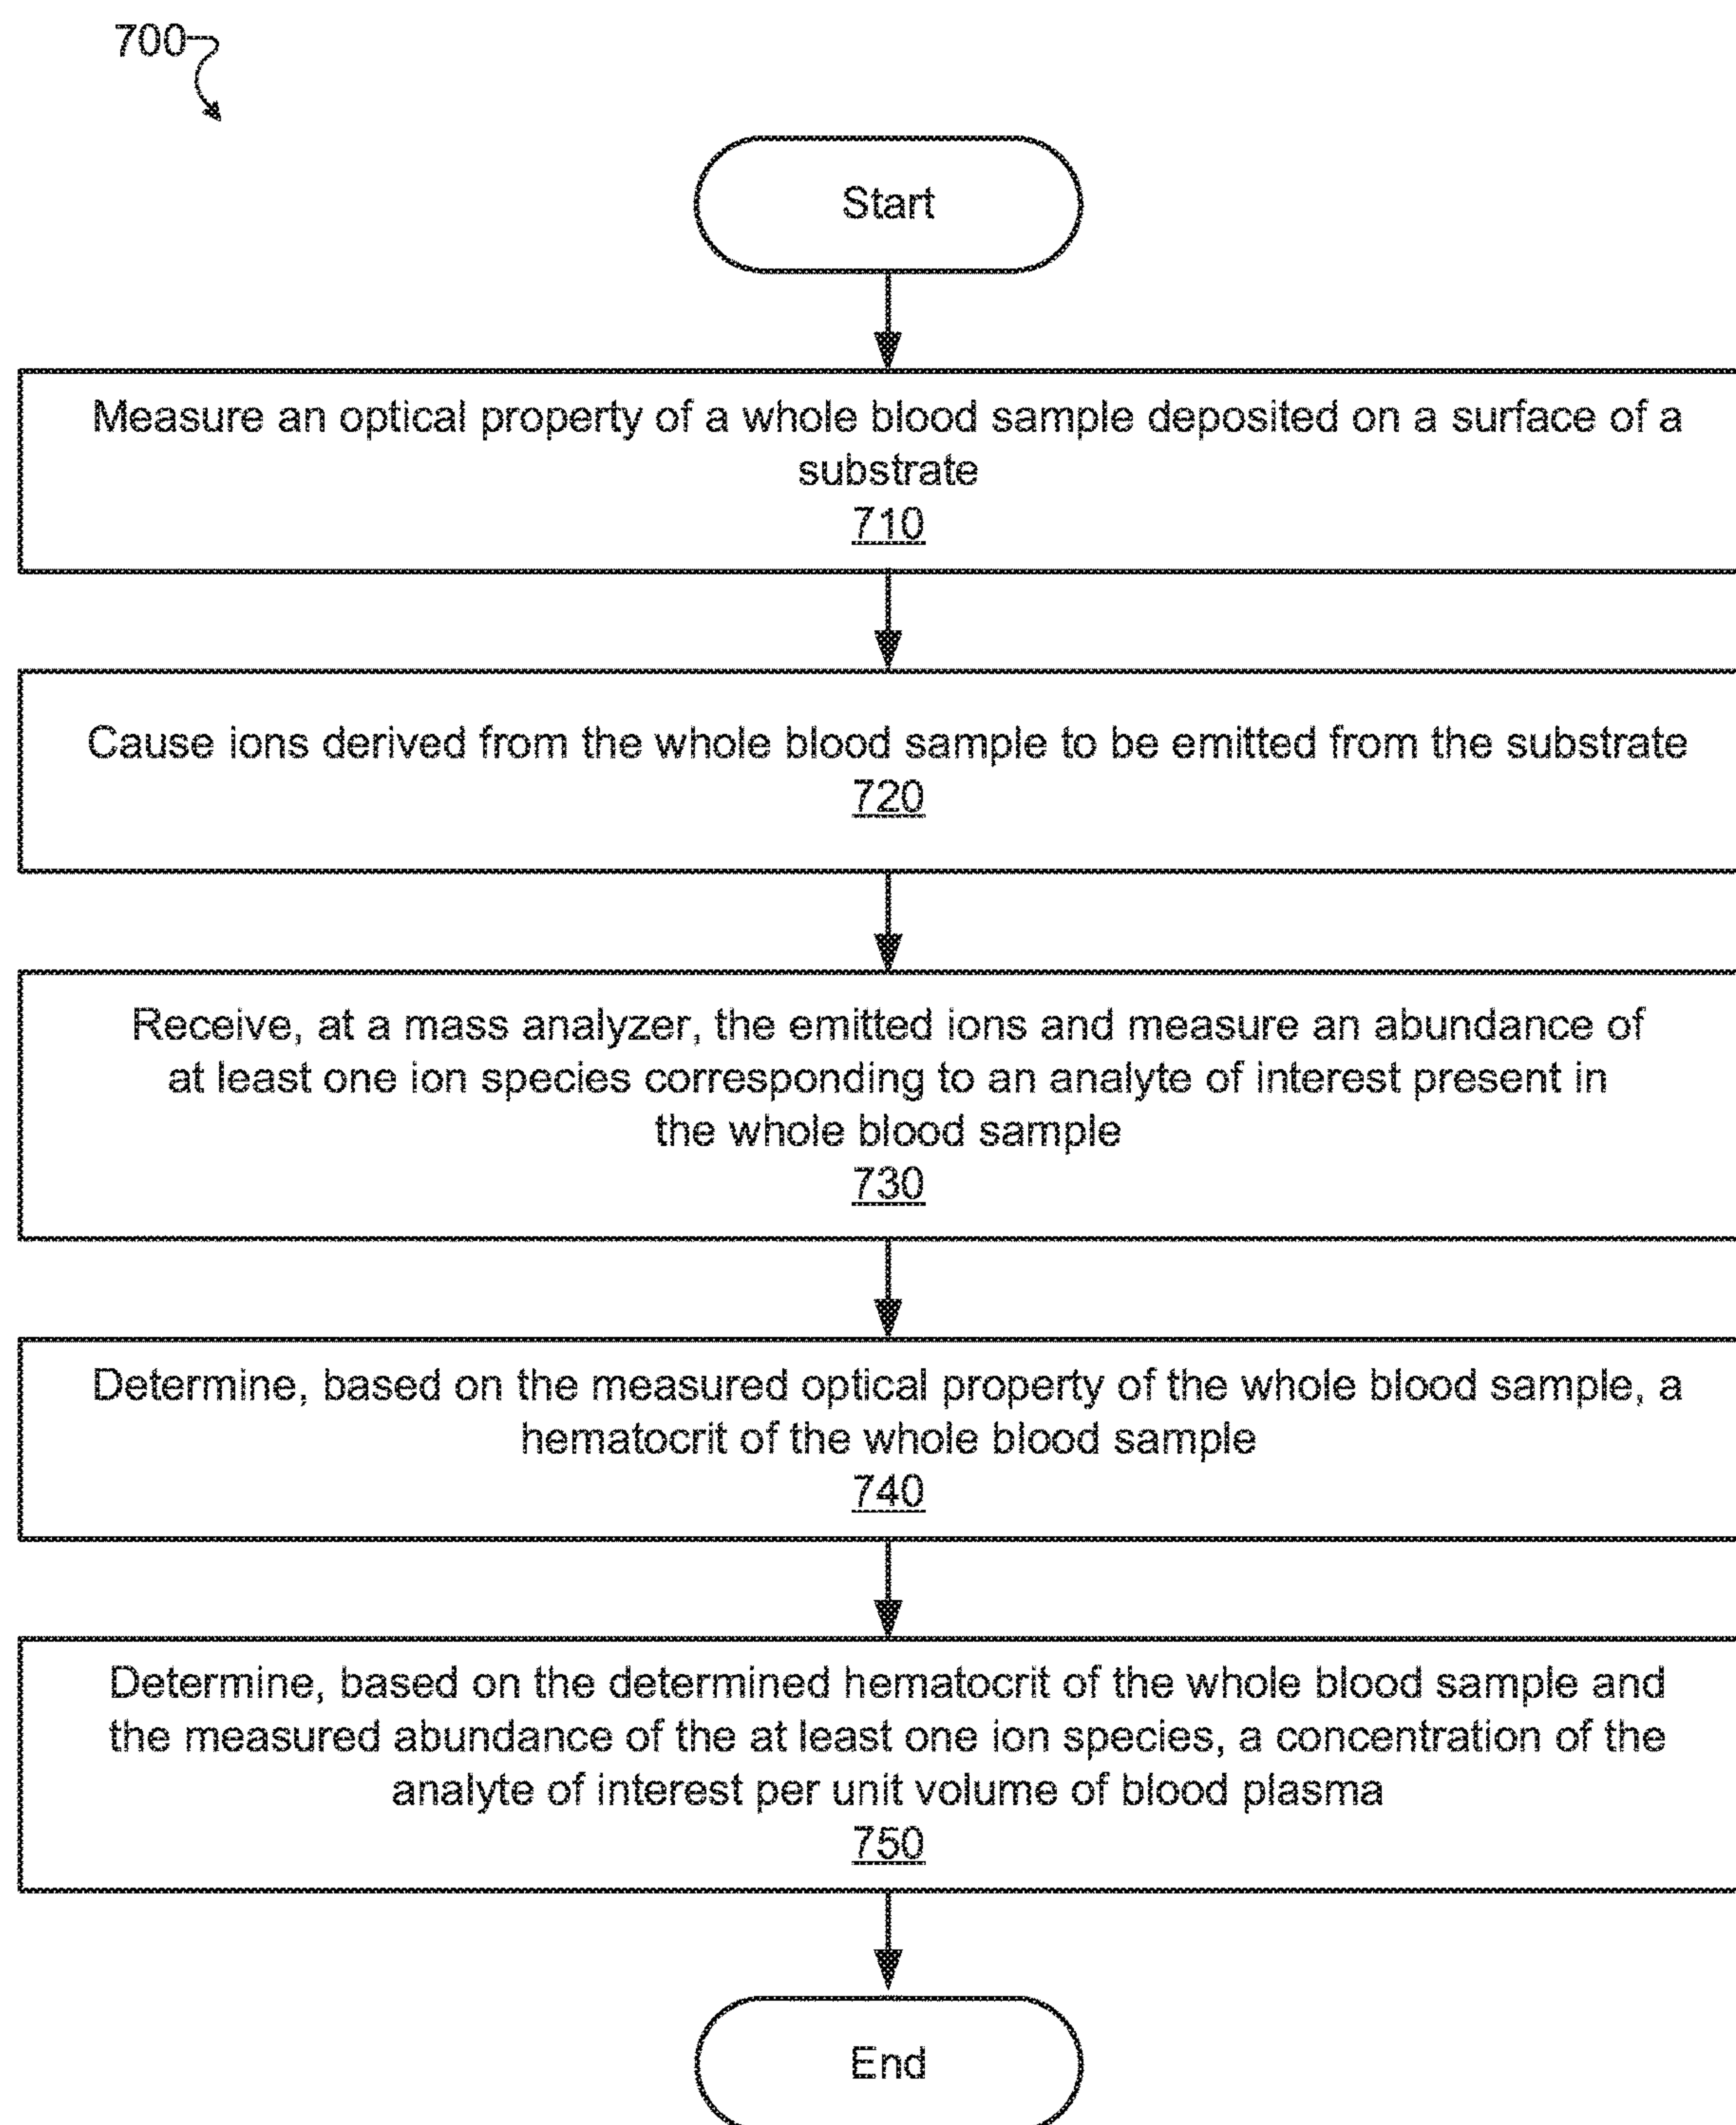 700
Start
Measure an optical property of a whole blood sample deposited on a surface of a
substrate
710
Cause ions derived from the whole blood sample to be emitted from the substrate
720
Receive, at a mass analyzer, the emitted ions and measure an abundance of
at least one ion species corresponding to an analyte of interest present in
the whole blood sample
730
Determine, based on the measured optical property of the whole blood sample, a
hematocrit of the whole blood sample
740
Determine, based on the determined hematocrit of the whole blood sample and
the measured abundance of the at least one ion species, a concentration of the
analyte of interest per unit volume of blood plasma
750
End